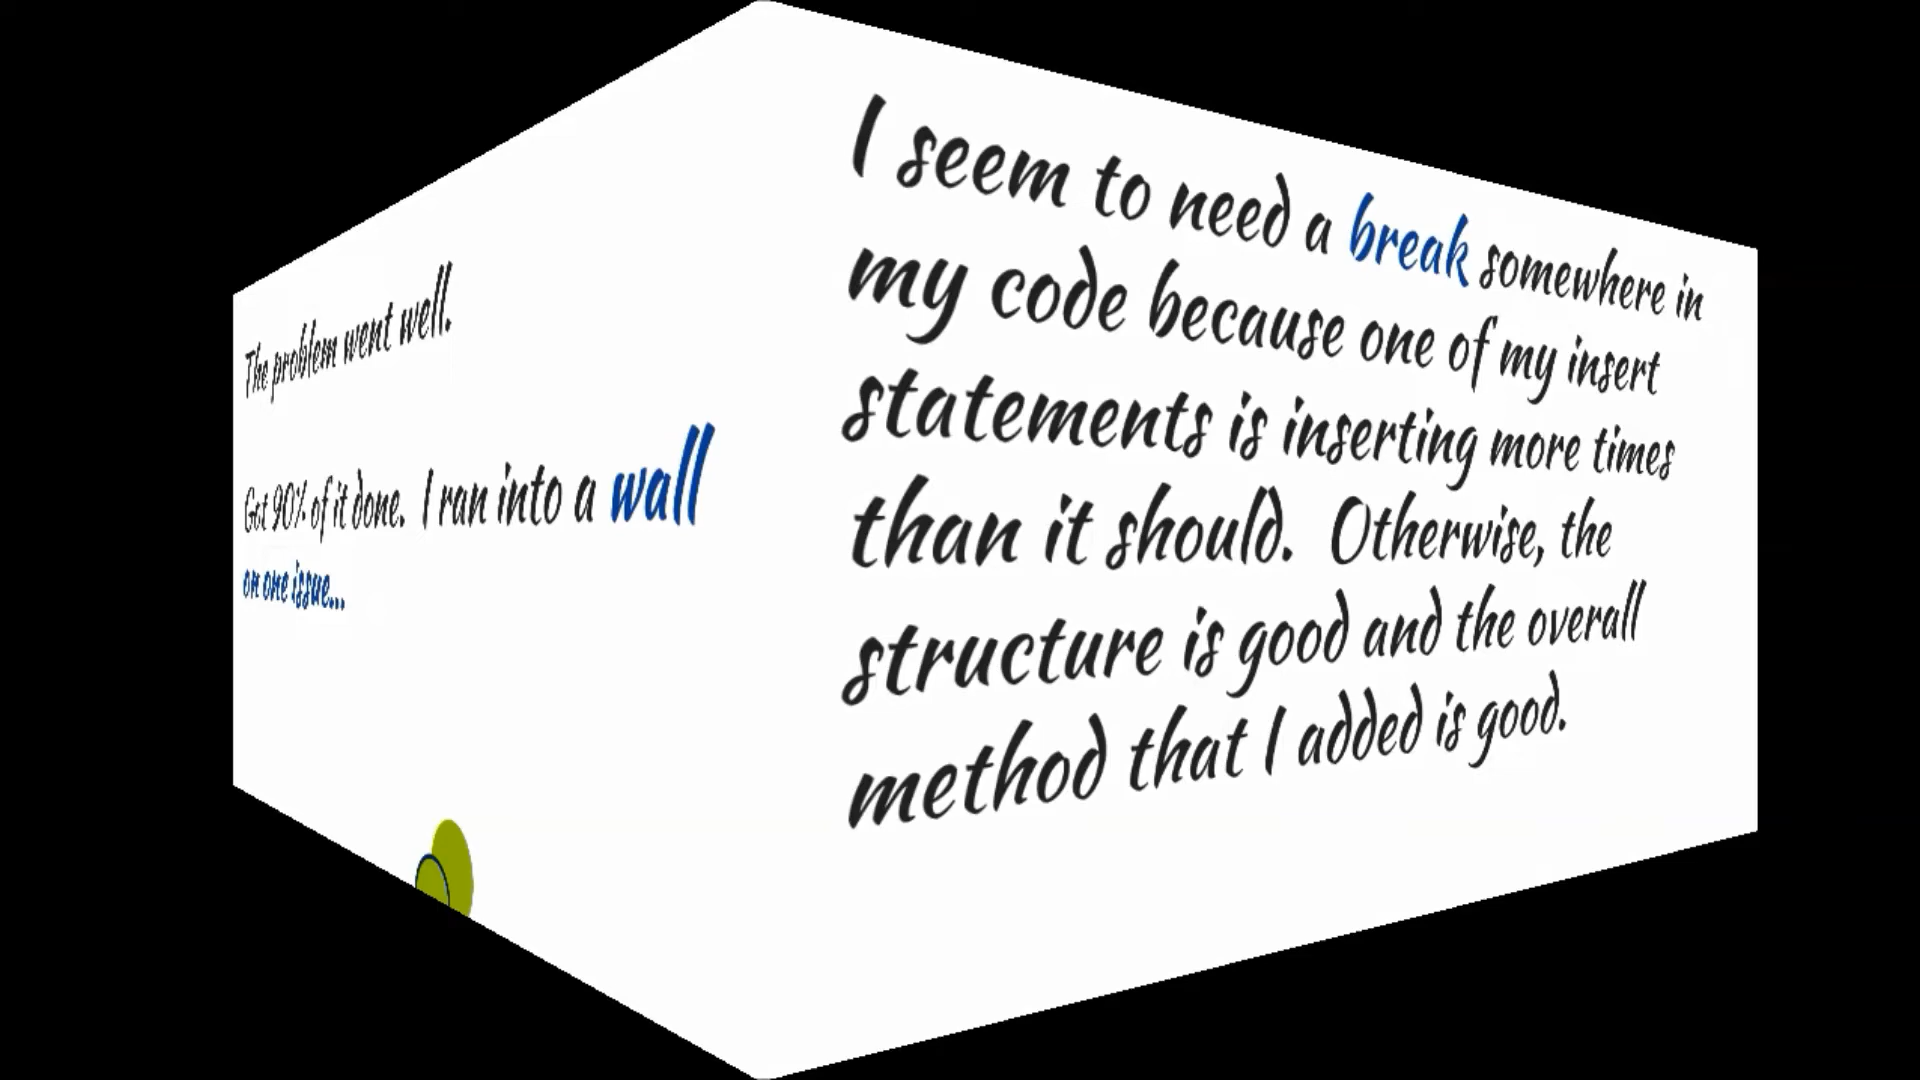 The problem went well.
Got 90% of it done. I ran into a wall
on one issue...
I seem to need a break somewhere in
my code because one of my insert
statements is inserting more times
than it should. Otherwise, the
structure is good and the overall
method that I added is good.